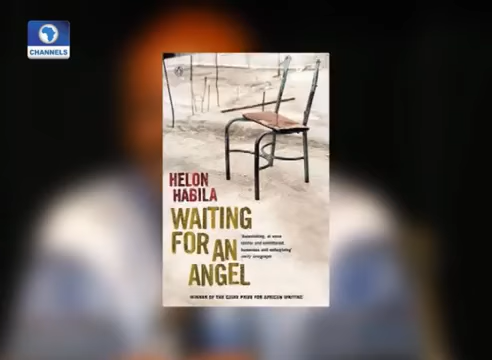 CHANNELS
HELON
HABILA
WAITING
FOR AN
ANGEL
WINNER OF THE CAINE PRIZE FOR AFRICAN WRITING